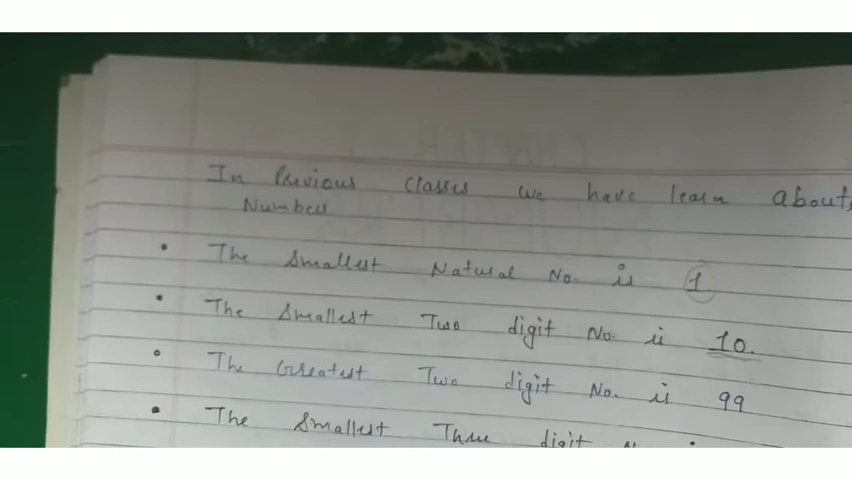 In Previous Classes we have learn about,
Number
• The Smallest Natural No. is 1.
• The Smallest Two digit No. is 10.
• The Greatest Two digit No. is 99
• The Smallest Three digit